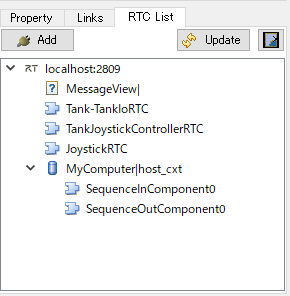 Property Links RTC List
Add Update
RT localhost:2809
? MessageView|
Tank-TankIoRTC
TankJoystickControllerRTC
JoystickRTC
MyComputer|host_cxt
SequenceInComponent0
SequenceOutComponent0